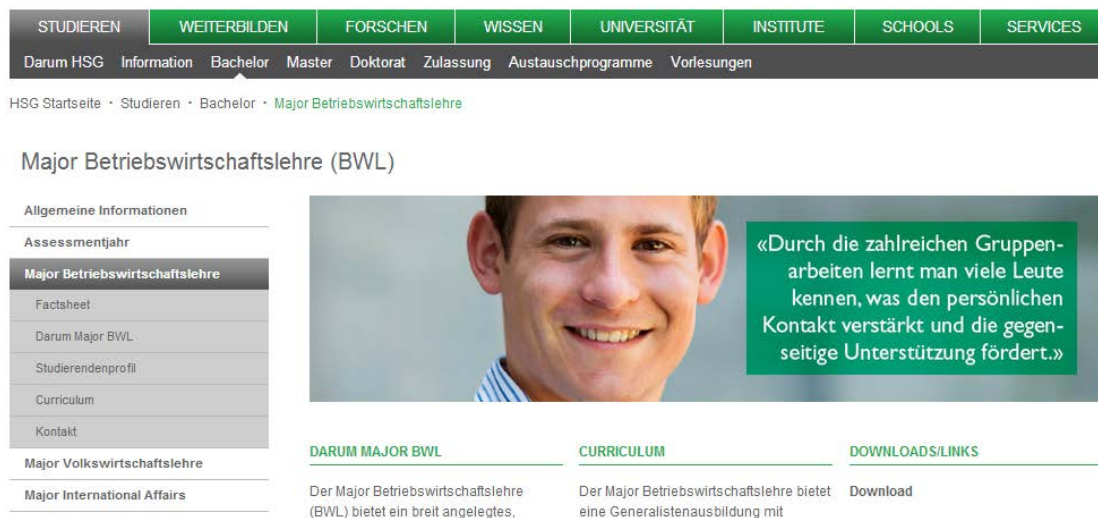 STUDIEREN WEITERBILDEN FORSCHEN WISSEN UNIVERSITÄT INSTITUTE SCHOOLS SERVICES
Darum HSG Information Bachelor Master Doktorat Zulassung Austauschprogramme Vorlesungen
HSG Startseite · Studieren · Bachelor · Major Betriebswirtschaftslehre
Major Betriebswirtschaftslehre (BWL)
Allgemeine Informationen
Assessmentjahr
Major Betriebswirtschaftslehre
Factsheet
Darum Major BWL
Studierendenprofil
Curriculum
Kontakt
Major Volkswirtschaftslehre
Major International Affairs
«Durch die zahlreichen Gruppen-
arbeiten lernt man viele Leute
kennen, was den persönlichen
Kontakt verstärkt und die gegen-
seitige Unterstützung fördert.»
DARUM MAJOR BWL
Der Major Betriebswirtschaftslehre
(BWL) bietet ein breit angelegtes,
CURRICULUM
Der Major Betriebswirtschaftslehre bietet
eine Generalistenausbildung mit
DOWNLOADS/LINKS
Download